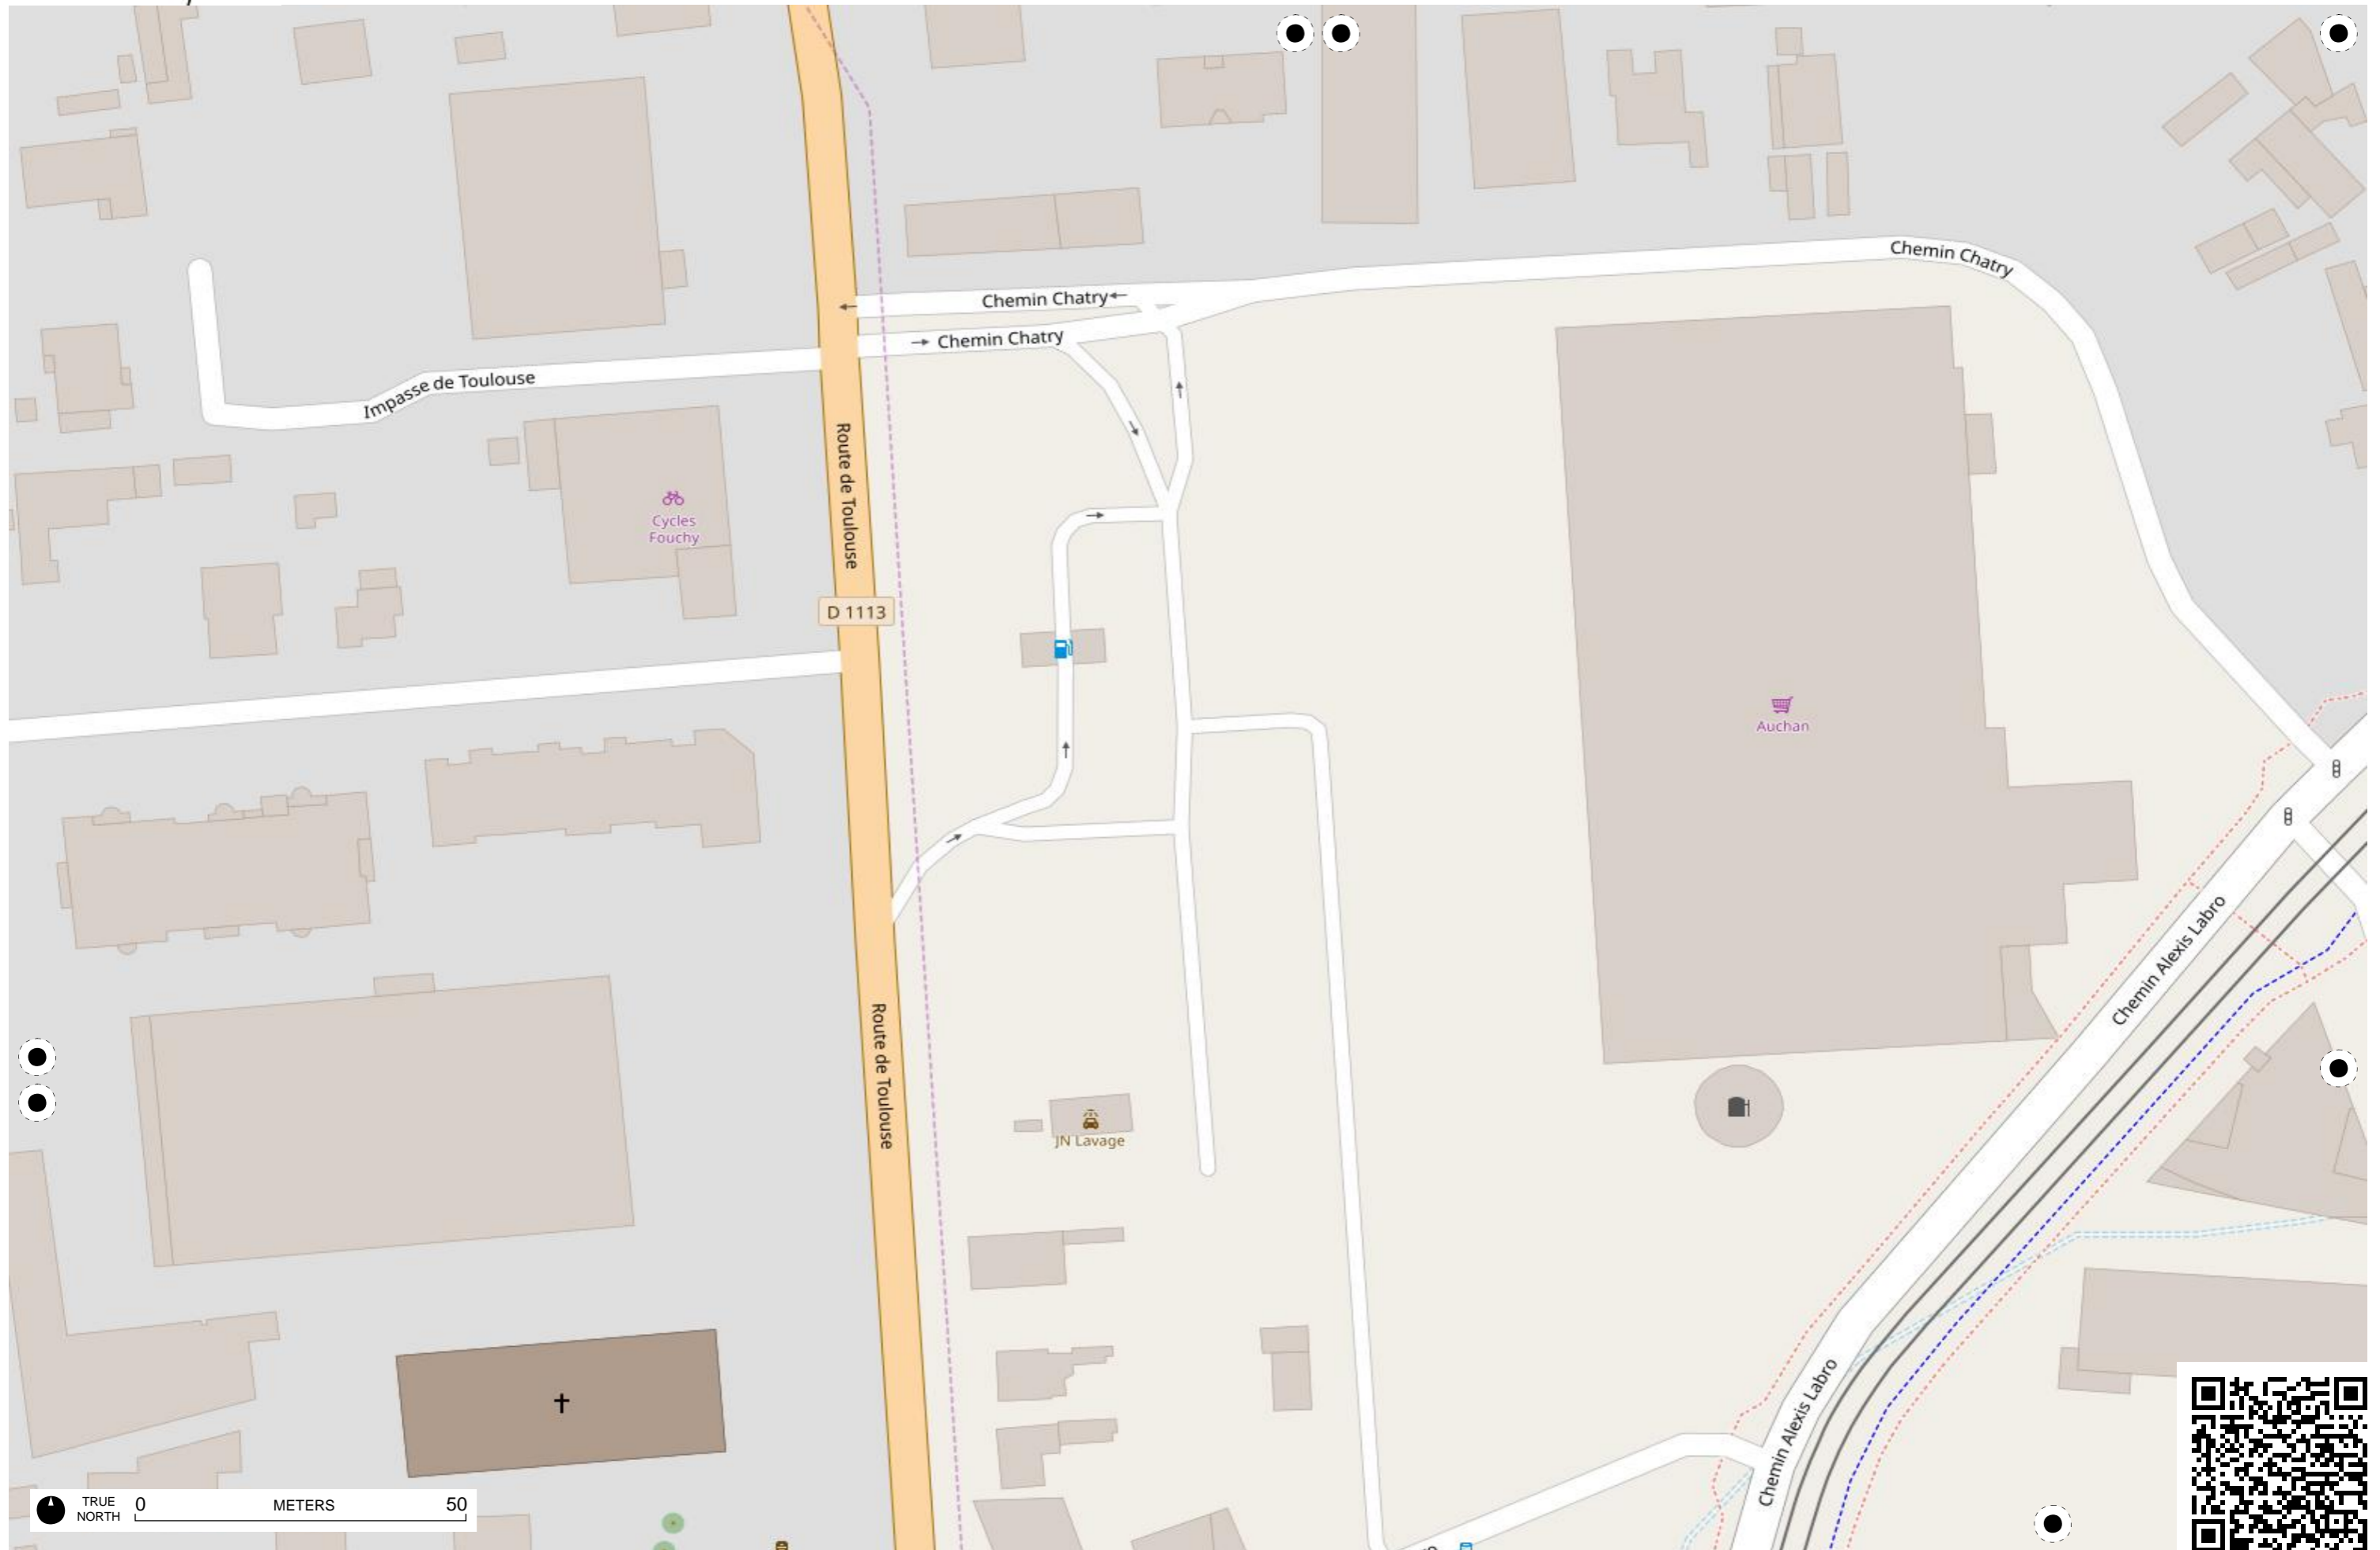 Chemin Chatry
Chemin Chatry
Chemin Chatry
Impasse de Toulouse
Route de Toulouse
Cycles
Fouchy
D 1113
Auchan
Chemin Alexis Labro
Route de Toulouse
JN Lavage
Chemin Alexis Labro
TRUE
NORTH
0 METERS 50